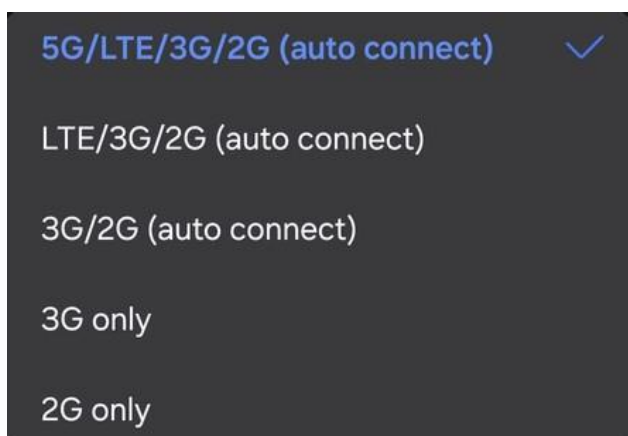 5G/LTE/3G/2G (auto connect)
LTE/3G/2G (auto connect)
3G/2G (auto connect)
3G only
2G only